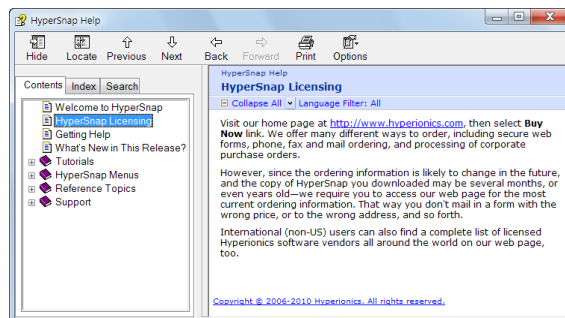 HyperSnap Help
Hide Locate Previous Next Back Forward Print Options
Contents Index Search
Welcome to HyperSnap
HyperSnap Licensing
Getting Help
What's New in This Release?
Tutorials
HyperSnap Menus
Reference Topics
Support
HyperSnap Help
HyperSnap Licensing
Collapse All Language Filter: All
Visit our home page at http://www.hyperionics.com, then select Buy
Now link. We offer many different ways to order, including secure web
forms, phone, fax and mail ordering, and processing of corporate
purchase orders.
However, since the ordering information is likely to change in the future,
and the copy of HyperSnap you downloaded may be several months, or
even years old—we require you to access our web page for the most
current ordering information. That way you don't mail in a form with the
wrong price, or to the wrong address, and so forth.
International (non-US) users can also find a complete list of licensed
Hyperionics software vendors all around the world on our web page,
too.
Copyright © 2006-2010 Hyperionics. All rights reserved.